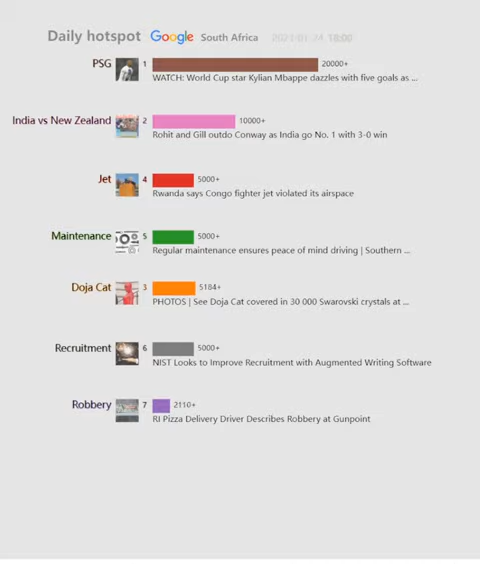 Daily hotspot Google South Africa 18:00
PSG 1 20000+
WATCH: World Cup star Kylian Mbappe dazzles with five goals as ...
India vs New Zealand 2 10000+
Rohit and Gill outdo Conway as India go No. 1 with 3-0 win
Jet 4 5000+
Rwanda says Congo fighter jet violated its airspace
Maintenance 5 5000+
Regular maintenance ensures peace of mind driving | Southern ...
Doja Cat 3 5184+
PHOTOS | See Doja Cat covered in 30 000 Swarovski crystals at ...
Recruitment 6 5000+
NIST Looks to Improve Recruitment with Augmented Writing Software
Robbery 7 2110+
RI Pizza Delivery Driver Describes Robbery at Gunpoint